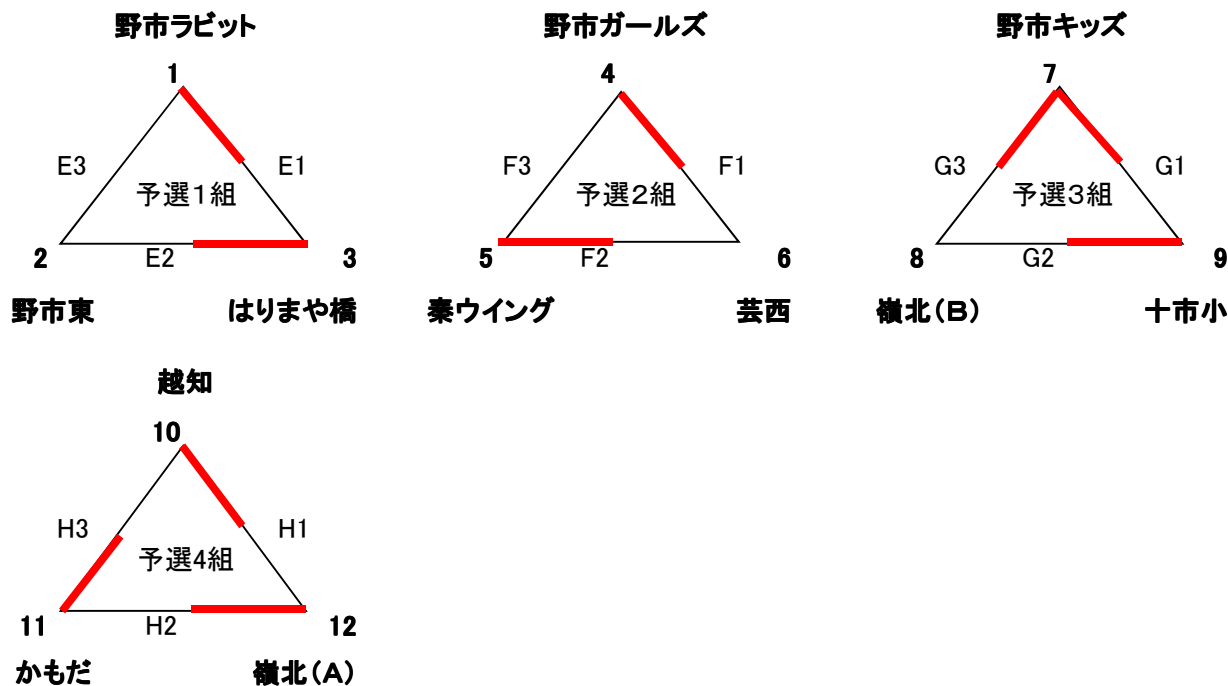 野市ラビット
野市ガールズ
野市キッズ
1
4
7
E3
E1
F3
F1
G3
G1
予選1組
予選2組
予選3組
2
E2
3
5
F2
6
8
G2
9
野市東
はりまや橋
秦ウイング
芸西
嶺北(B)
十市小
越知
10
H3
H1
予選4組
11
H2
12
かもだ
嶺北(A)